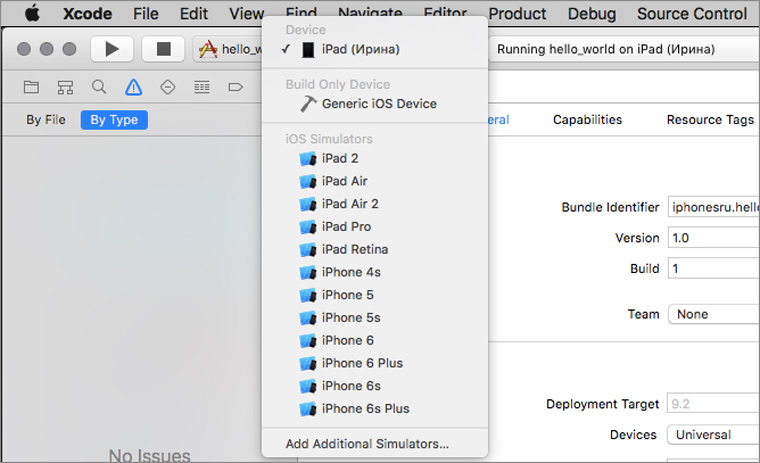 Xcode File Edit View Find Navigate Editor Product Debug Source Control
hello_w
Running hello_world on iPad (Ирина)
Device
✓ iPad (Ирина)
Build Only Device
Generic iOS Device
iOS Simulators
iPad 2
iPad Air
iPad Air 2
iPad Pro
iPad Retina
iPhone 4s
iPhone 5
iPhone 5s
iPhone 6
iPhone 6 Plus
iPhone 6s
iPhone 6s Plus
Add Additional Simulators...
By File By Type
No Issues
eral Capabilities Resource Tags
Bundle Identifier iphonesru.hello
Version 1.0
Build 1
Team None
Deployment Target 9.2
Devices Universal